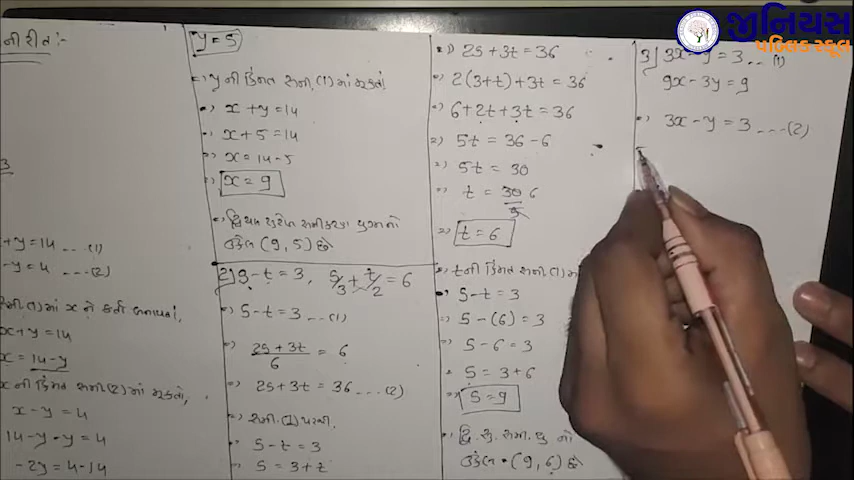 જીનિયસ
પબ્લિક સ્કૂલ
ની રીત:-
3
x+y=14 .... (1)
x-y=4 .....(2)
સમી.(1)માં x ને કર્તા બનાવતાં,
x+y=14
x=14-y
x ની કિંમત સમી.(2)માં મૂકતાં,
x-y=4
14-y-y=4
-2y=4-14
y=5
=) y ની કિંમત સમી.(1)માં મૂકતાં
=) x+y=14
=) x+5=14
=) x=14-5
=) x=9
=) દ્વિચલ સુરેખ સમીકરણ યુગ્મનો
ઉકેલ (9,5) છે
2) s-t=3, s/3+t/2=6
=) s-t=3 ...(1)
=) 2s+3t/6 = 6
=) 2s+3t=36 ....(2)
=) સમી.(1) પરથી,
=) s-t=3
=) s=3+t
=) 2s+3t=36
=) 2(3+t)+3t=36
=) 6+2t+3t=36
=) 5t=36-6
=) 5t=30
=) t=30/5 6
=) t=6
=) t ની કિંમત સમી.(1)માં
=) s-t=3
=) s-(6)=3
=) s-6=3
=) s=3+6
=) s=9
=) દ્વિ. સુ. સમી. યુ નો
ઉકેલ (9,6) છે
3) 3x-y=3 ... (1)
9x-3y=9
=) 3x-y=3 ....(2)